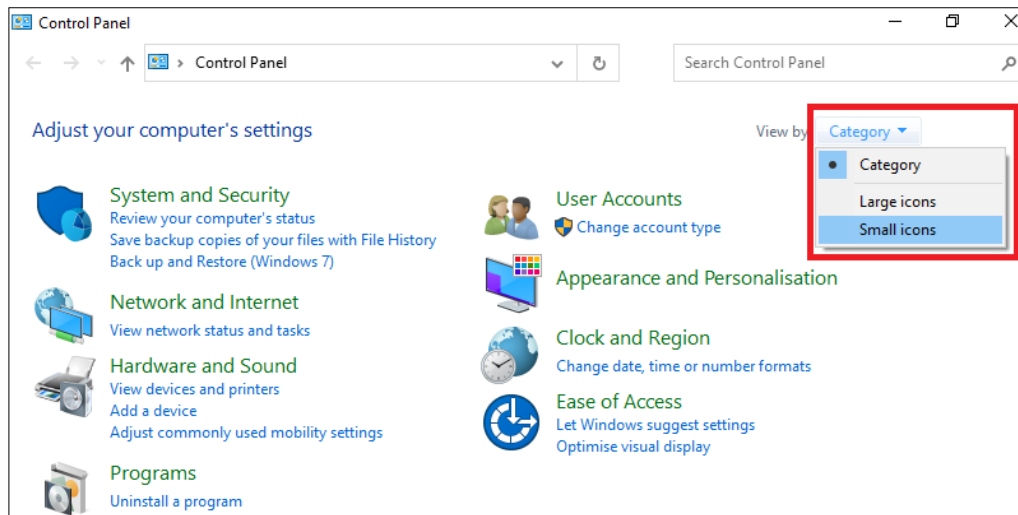 Control Panel
Control Panel
Search Control Panel
Adjust your computer's settings
View by
Category
Category
Large icons
Small icons
System and Security
Review your computer's status
Save backup copies of your files with File History
Back up and Restore (Windows 7)
Network and Internet
View network status and tasks
Hardware and Sound
View devices and printers
Add a device
Adjust commonly used mobility settings
Programs
Uninstall a program
User Accounts
Change account type
Appearance and Personalisation
Clock and Region
Change date, time or number formats
Ease of Access
Let Windows suggest settings
Optimise visual display